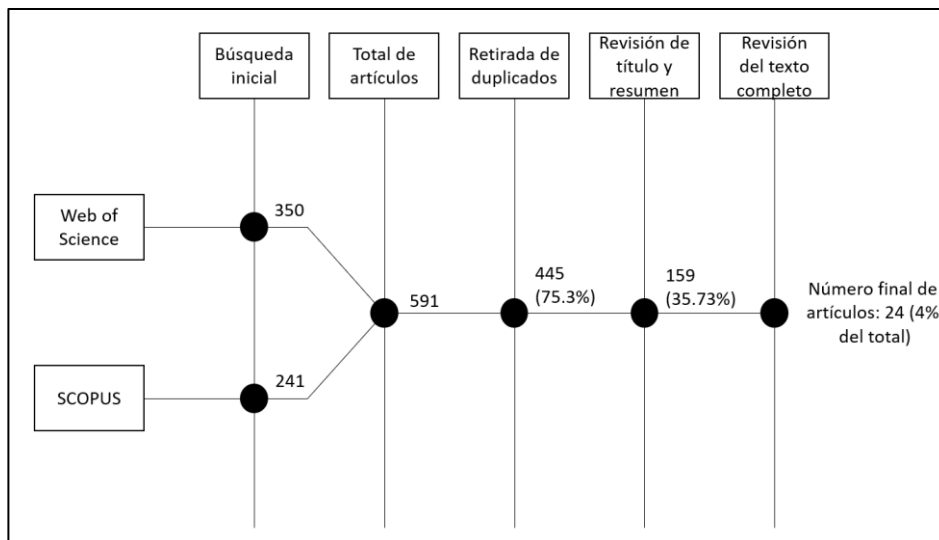 Búsqueda
inicial
Total de
artículos
Retirada de
duplicados
Revisión de
título y
resumen
Revisión
del texto
completo
Web of
Science
350
591
445
(75.3%)
159
(35.73%)
Número final de
artículos: 24 (4%
del total)
SCOPUS
241